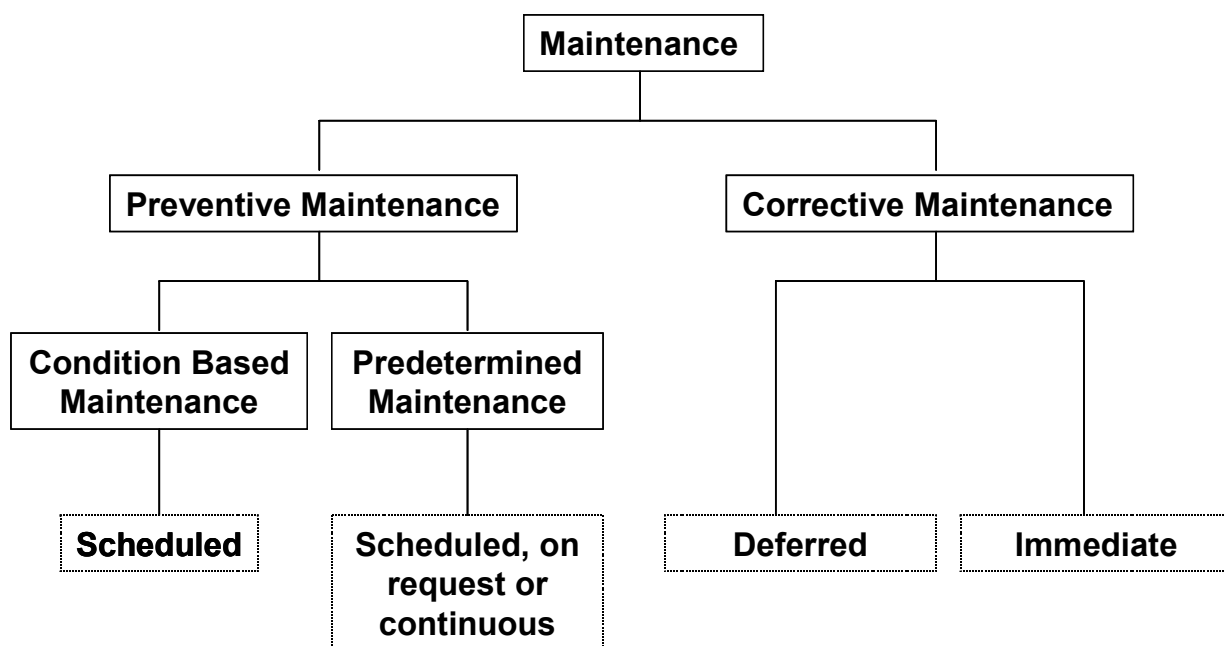 Maintenance
Preventive Maintenance
Corrective Maintenance
Condition Based
Maintenance
Predetermined
Maintenance
Scheduled
Scheduled, on
request or
continuous
Deferred
Immediate